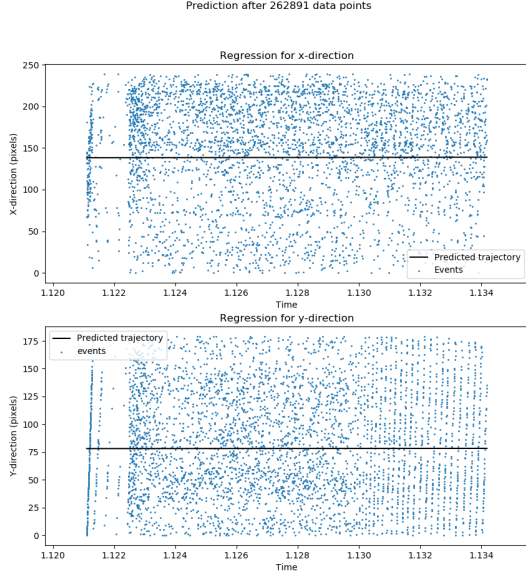 Prediction after 262891 data points
Regression for x-direction
250
200
150
100
50
0
X-direction (pixels)
Predicted trajectory
Events
1.120 1.122 1.124 1.126 1.128 1.130 1.132 1.134
Time
Regression for y-direction
Predicted trajectory
events
175
150
125
100
75
50
25
0
Y-direction (pixels)
1.120 1.122 1.124 1.126 1.128 1.130 1.132 1.134
Time